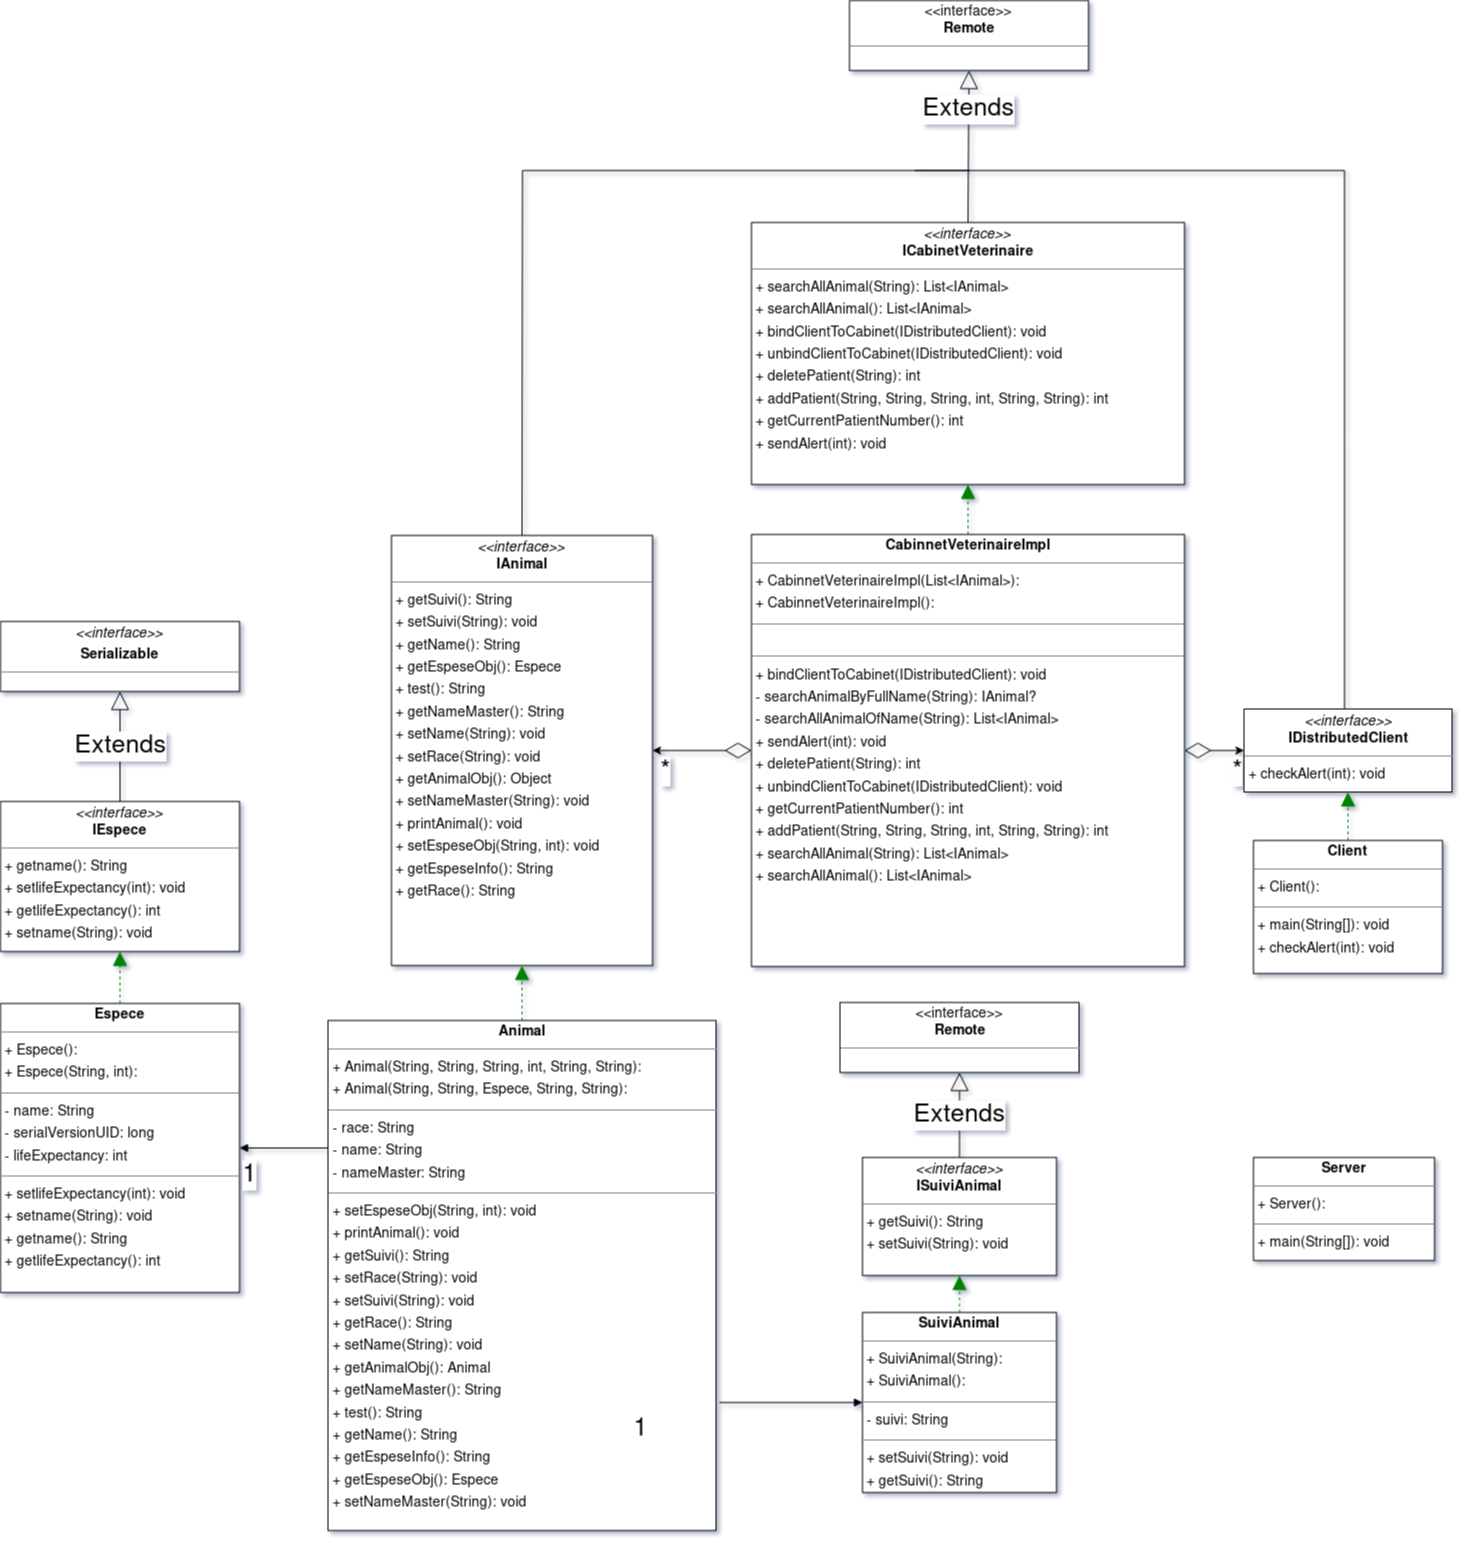 <<interface>>
Remote
Extends
<<interface>>
ICabinetVeterinaire
+ searchAllAnimal(String): List<IAnimal>
+ searchAllAnimal(): List<IAnimal>
+ bindClientToCabinet(IDistributedClient): void
+ unbindClientToCabinet(IDistributedClient): void
+ deletePatient(String): int
+ addPatient(String, String, String, int, String, String): int
+ getCurrentPatientNumber(): int
+ sendAlert(int): void
<<interface>>
IAnimal
+ getSuivi(): String
+ setSuivi(String): void
+ getName(): String
+ getEspeseObj(): Espece
+ test(): String
+ getNameMaster(): String
+ setName(String): void
+ setRace(String): void
+ getAnimalObj(): Object
+ setNameMaster(String): void
+ printAnimal(): void
+ setEspeseObj(String, int): void
+ getEspeseInfo(): String
+ getRace(): String
*
CabinnetVeterinaireImpl
+ CabinnetVeterinaireImpl(List<IAnimal>):
+ CabinnetVeterinaireImpl():
+ bindClientToCabinet(IDistributedClient): void
- searchAnimalByFullName(String): IAnimal?
- searchAllAnimalOfName(String): List<IAnimal>
+ sendAlert(int): void
+ deletePatient(String): int
+ unbindClientToCabinet(IDistributedClient): void
+ getCurrentPatientNumber(): int
+ addPatient(String, String, String, int, String, String): int
+ searchAllAnimal(String): List<IAnimal>
+ searchAllAnimal(): List<IAnimal>
*
<<interface>>
IDistributedClient
+ checkAlert(int): void
Client
+ Client():
+ main(String[]): void
+ checkAlert(int): void
<<interface>>
Serializable
Extends
<<interface>>
IEspece
+ getname(): String
+ setlifeExpectancy(int): void
+ getlifeExpectancy(): int
+ setname(String): void
Espece
+ Espece():
+ Espece(String, int):
- name: String
- serialVersionUID: long
- lifeExpectancy: int
+ setlifeExpectancy(int): void
+ setname(String): void
+ getname(): String
+ getlifeExpectancy(): int
1
Animal
+ Animal(String, String, String, int, String, String):
+ Animal(String, String, Espece, String, String):
- race: String
- name: String
- nameMaster: String
+ setEspeseObj(String, int): void
+ printAnimal(): void
+ getSuivi(): String
+ setRace(String): void
+ setSuivi(String): void
+ getRace(): String
+ setName(String): void
+ getAnimalObj(): Animal
+ getNameMaster(): String
+ test(): String
+ getName(): String
+ getEspeseInfo(): String
+ getEspeseObj(): Espece
+ setNameMaster(String): void
1
<<interface>>
Remote
Extends
<<interface>>
ISuiviAnimal
+ getSuivi(): String
+ setSuivi(String): void
SuiviAnimal
+ SuiviAnimal(String):
+ SuiviAnimal():
- suivi: String
+ setSuivi(String): void
+ getSuivi(): String
Server
+ Server():
+ main(String[]): void